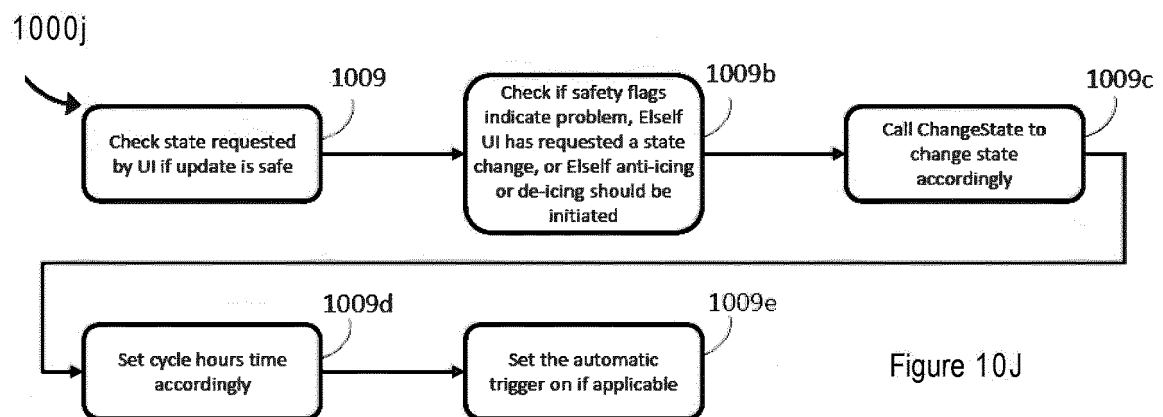 1000j
1009
Check state requested
by UI if update is safe
1009b
Check if safety flags
indicate problem, ElseIf
UI has requested a state
change, or ElseIf anti-icing
or de-icing should be
initiated
1009c
Call ChangeState to
change state
accordingly
1009d
Set cycle hours time
accordingly
1009e
Set the automatic
trigger on if applicable
Figure 10J